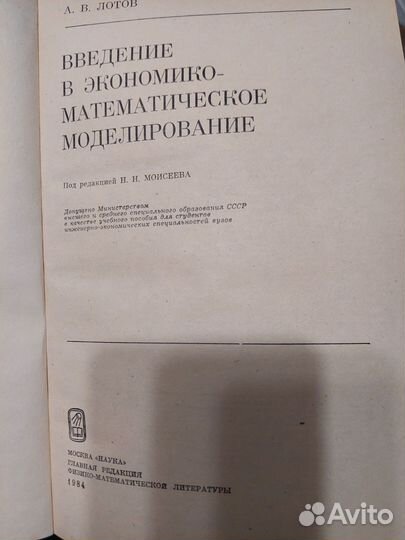 А. В. ЛОТОВ
ВВЕДЕНИЕ
В ЭКОНОМИКО-
МАТЕМАТИЧЕСКОЕ
МОДЕЛИРОВАНИЕ
Под редакцией Н. Н. МОИСЕЕВА
Допущено Министерством
высшего и среднего специального образования СССР
в качестве учебного пособия для студентов
инженерно-экономических специальностей вузов
МОСКВА «НАУКА»
ГЛАВНАЯ РЕДАКЦИЯ
ФИЗИКО-МАТЕМАТИЧЕСКОЙ ЛИТЕРАТУРЫ
1984
Avito